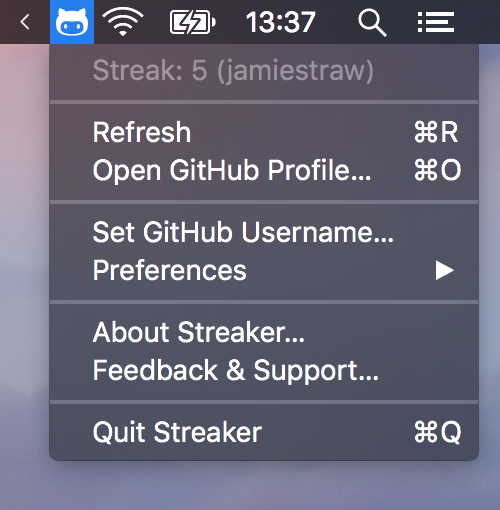 13:37
Streak: 5 (jamiestraw)
Refresh ⌘R
Open GitHub Profile... ⌘O
Set GitHub Username...
Preferences
About Streaker...
Feedback & Support...
Quit Streaker ⌘Q